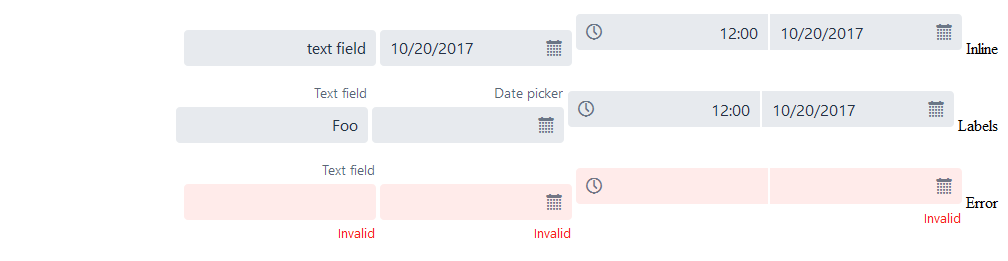 12:00 10/20/2017 Inline
text field 10/20/2017
Text field Date picker
12:00 10/20/2017 Labels
Foo
Text field
Error
Invalid
Invalid Invalid